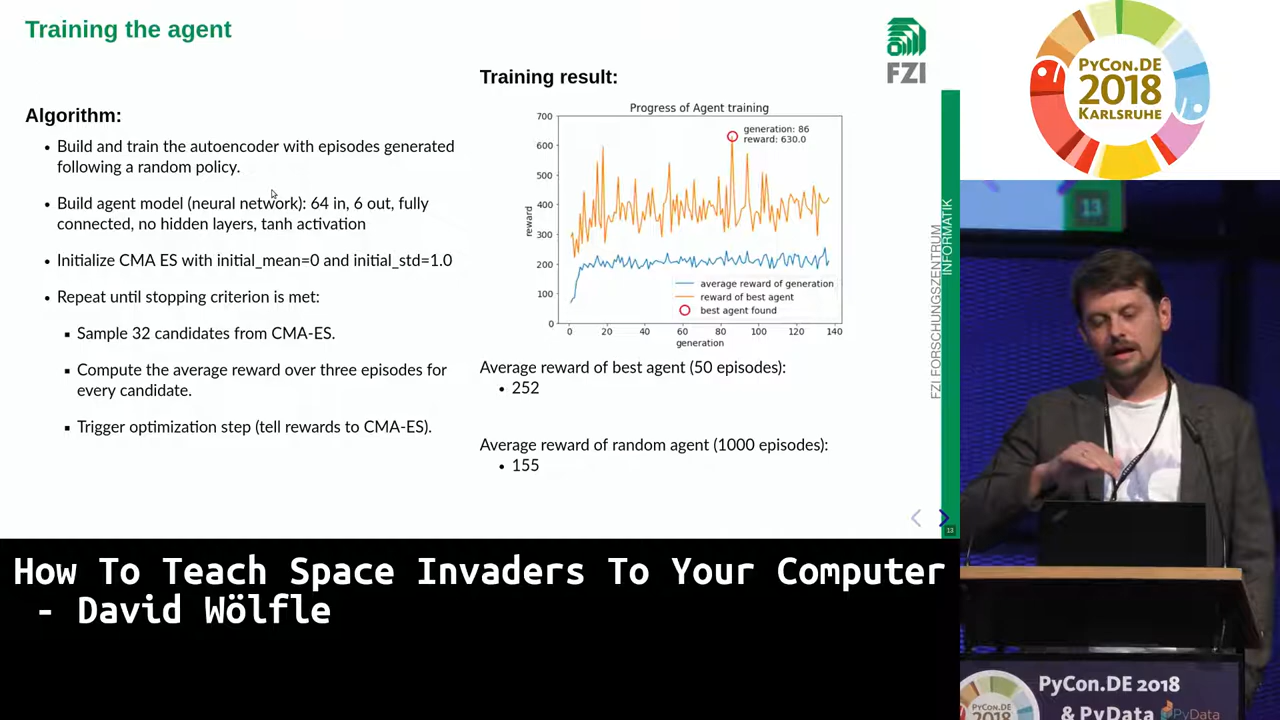 Training the agent
FZI
Algorithm:
• Build and train the autoencoder with episodes generated
following a random policy.
• Build agent model (neural network): 64 in, 6 out, fully
connected, no hidden layers, tanh activation
• Initialize CMA ES with initial_mean=0 and initial_std=1.0
• Repeat until stopping criterion is met:
▪ Sample 32 candidates from CMA-ES.
▪ Compute the average reward over three episodes for
every candidate.
▪ Trigger optimization step (tell rewards to CMA-ES).
Training result:
Progress of Agent training
700
600
500
400
300
200
100
0
reward
generation: 86
reward: 630.0
average reward of generation
reward of best agent
best agent found
0 20 40 60 80 100 120 140
generation
Average reward of best agent (50 episodes):
• 252
Average reward of random agent (1000 episodes):
• 155
FZI FORSCHUNGSZENTRUM
INFORMATIK
13
PYCON.DE
2018
KARLSRUHE
13
How To Teach Space Invaders To Your Computer
- David Wölfle
PYCON.DE
2018
PyCon.DE 2018
& PyData
PyData